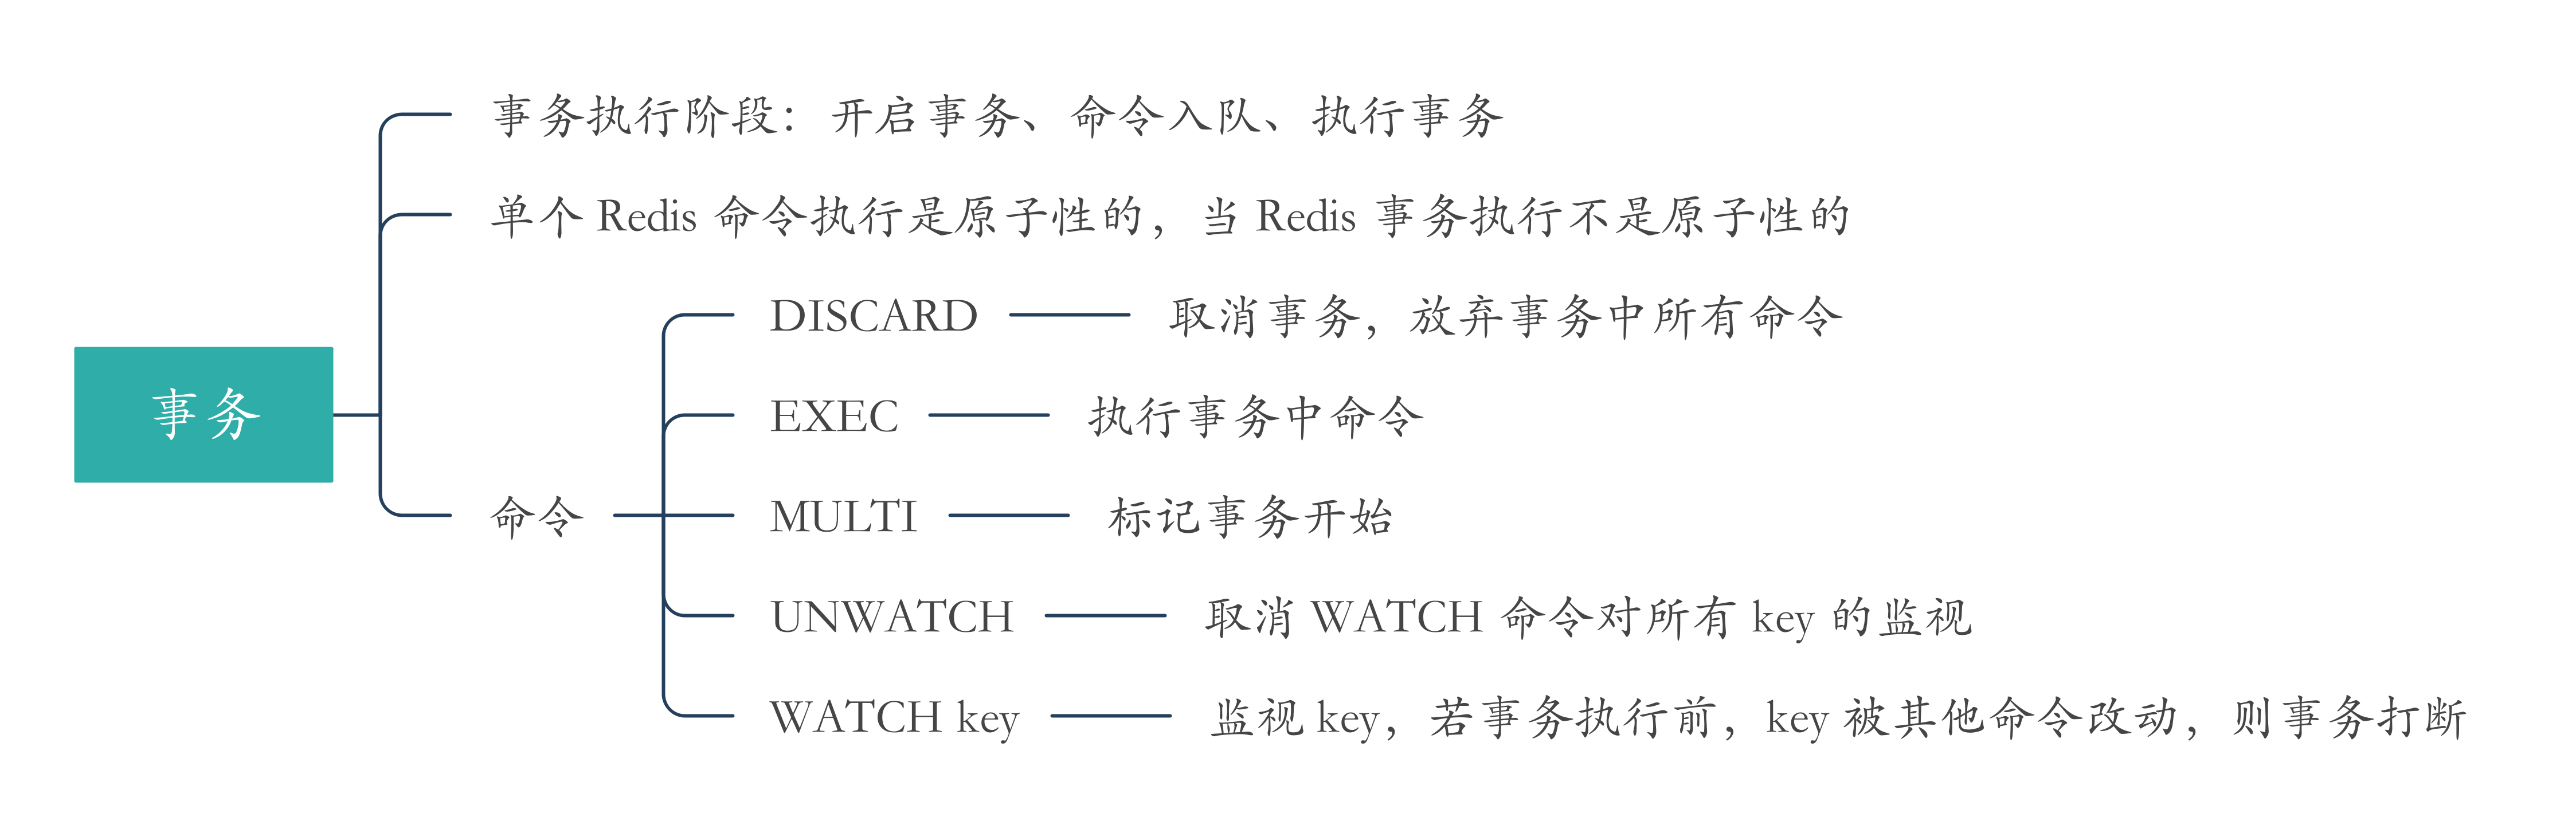 事务执行阶段：开启事务、命令入队、执行事务
单个 Redis 命令执行是原子性的，当 Redis 事务执行不是原子性的
DISCARD 取消事务，放弃事务中所有命令
事务
EXEC 执行事务中命令
命令
MULTI 标记事务开始
UNWATCH 取消 WATCH 命令对所有 key 的监视
WATCH key 监视 key，若事务执行前，key 被其他命令改动，则事务打断